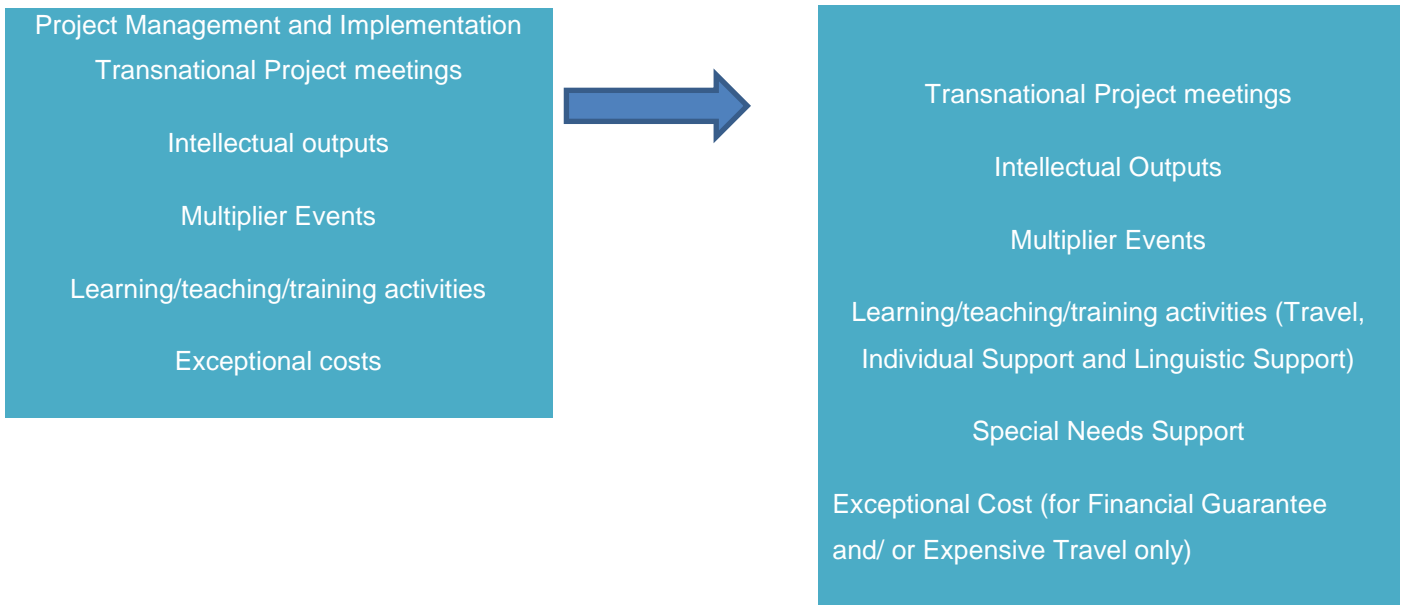 Project Management and Implementation
Transnational Project meetings
Intellectual outputs
Multiplier Events
Learning/teaching/training activities
Exceptional costs
Transnational Project meetings
Intellectual Outputs
Multiplier Events
Learning/teaching/training activities (Travel,
Individual Support and Linguistic Support)
Special Needs Support
Exceptional Cost (for Financial Guarantee
and/ or Expensive Travel only)